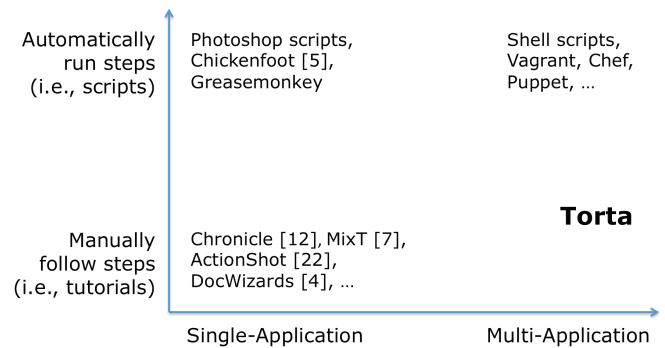 Automatically
run steps
(i.e., scripts)
Photoshop scripts,
Chickenfoot [5],
Greasemonkey
Shell scripts,
Vagrant, Chef,
Puppet, ...
Torta
Manually
follow steps
(i.e., tutorials)
Chronicle [12], MixT [7],
ActionShot [22],
DocWizards [4], ...
Single-Application
Multi-Application